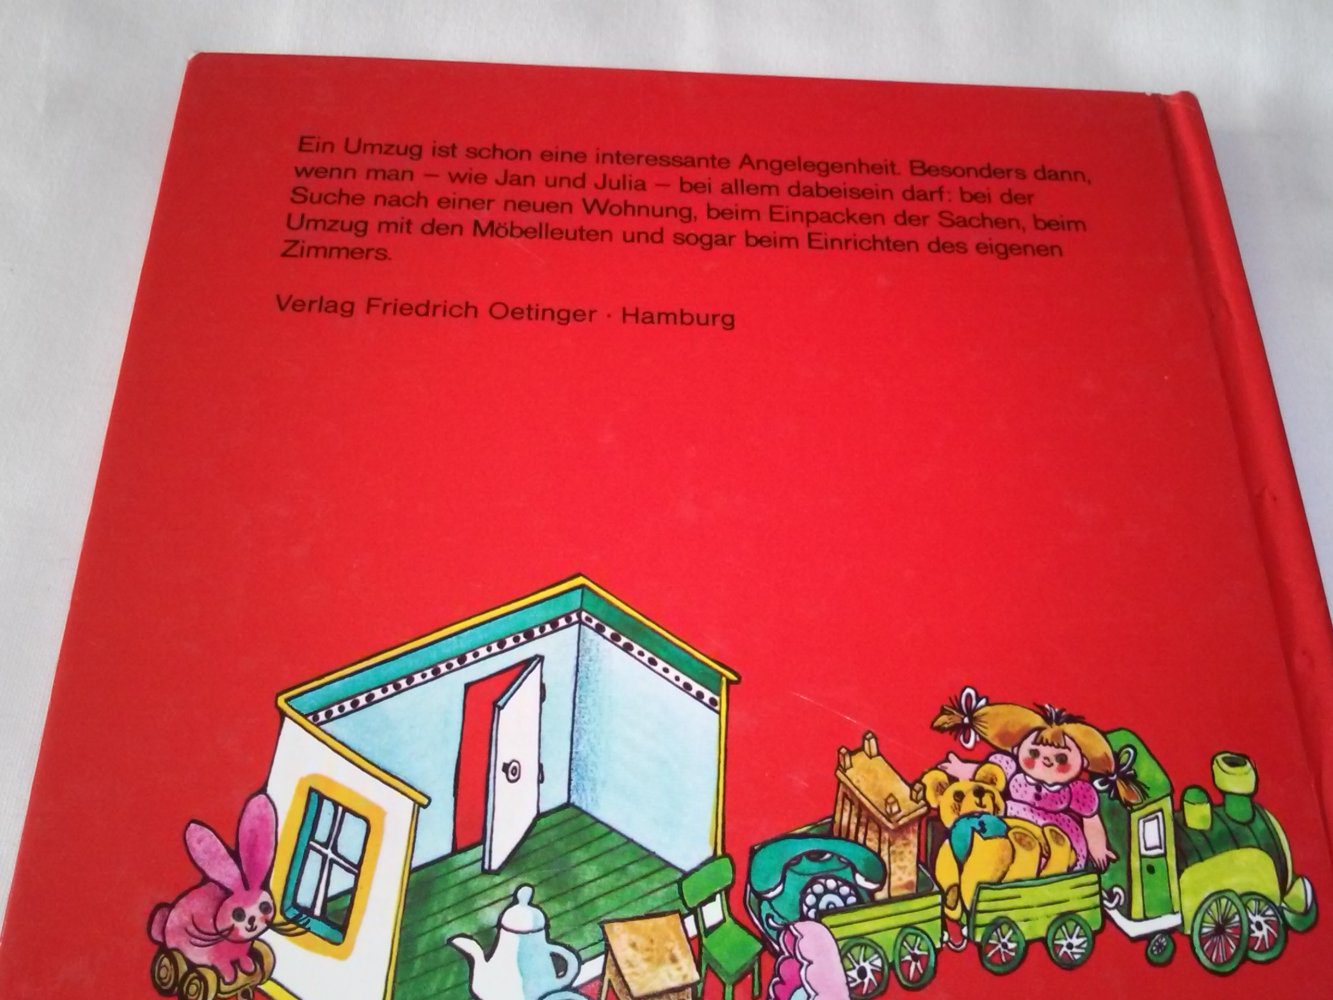 Ein Umzug ist schon eine interessante Angelegenheit. Besonders dann,
wenn man – wie Jan und Julia – bei allem dabeisein darf: bei der
Suche nach einer neuen Wohnung, beim Einpacken der Sachen, beim
Umzug mit den Möbelleuten und sogar beim Einrichten des eigenen
Zimmers.
Verlag Friedrich Oetinger · Hamburg